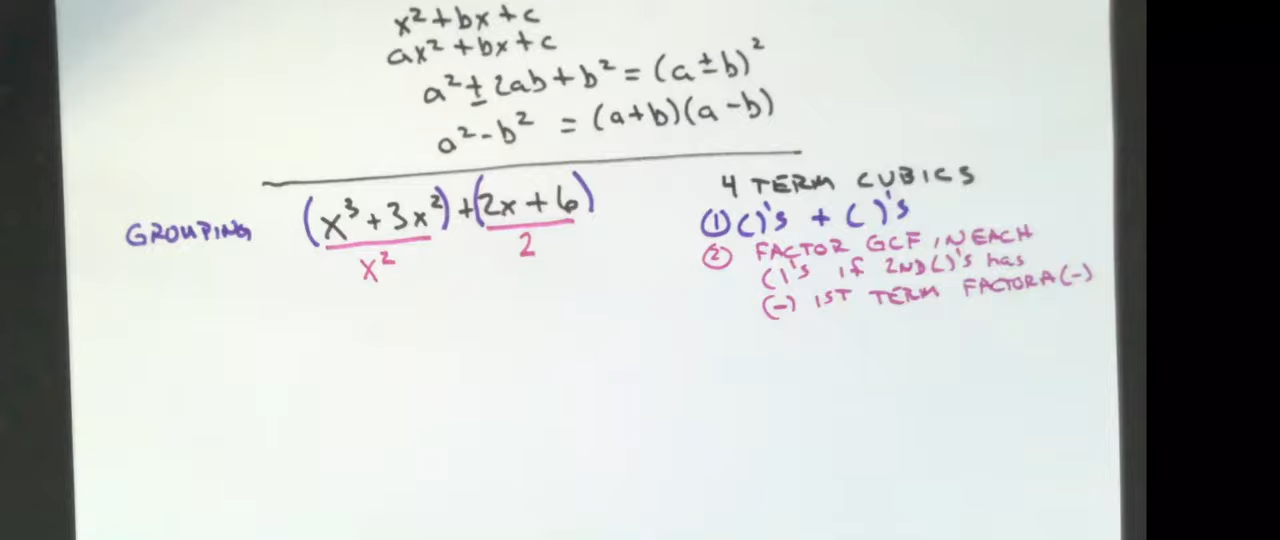 x² + bx + c
ax² + bx + c
a² ± 2ab + b² = (a ± b)²
a² - b² = (a + b)(a - b)
4 TERM CUBICS
GROUPING (x³ + 3x²) + (2x + 6)
x² 2
① ( )'s + ( )'s
② FACTOR GCF IN EACH
( )'s if 2ND ( )'s has
(-) 1ST TERM FACTOR A (-)